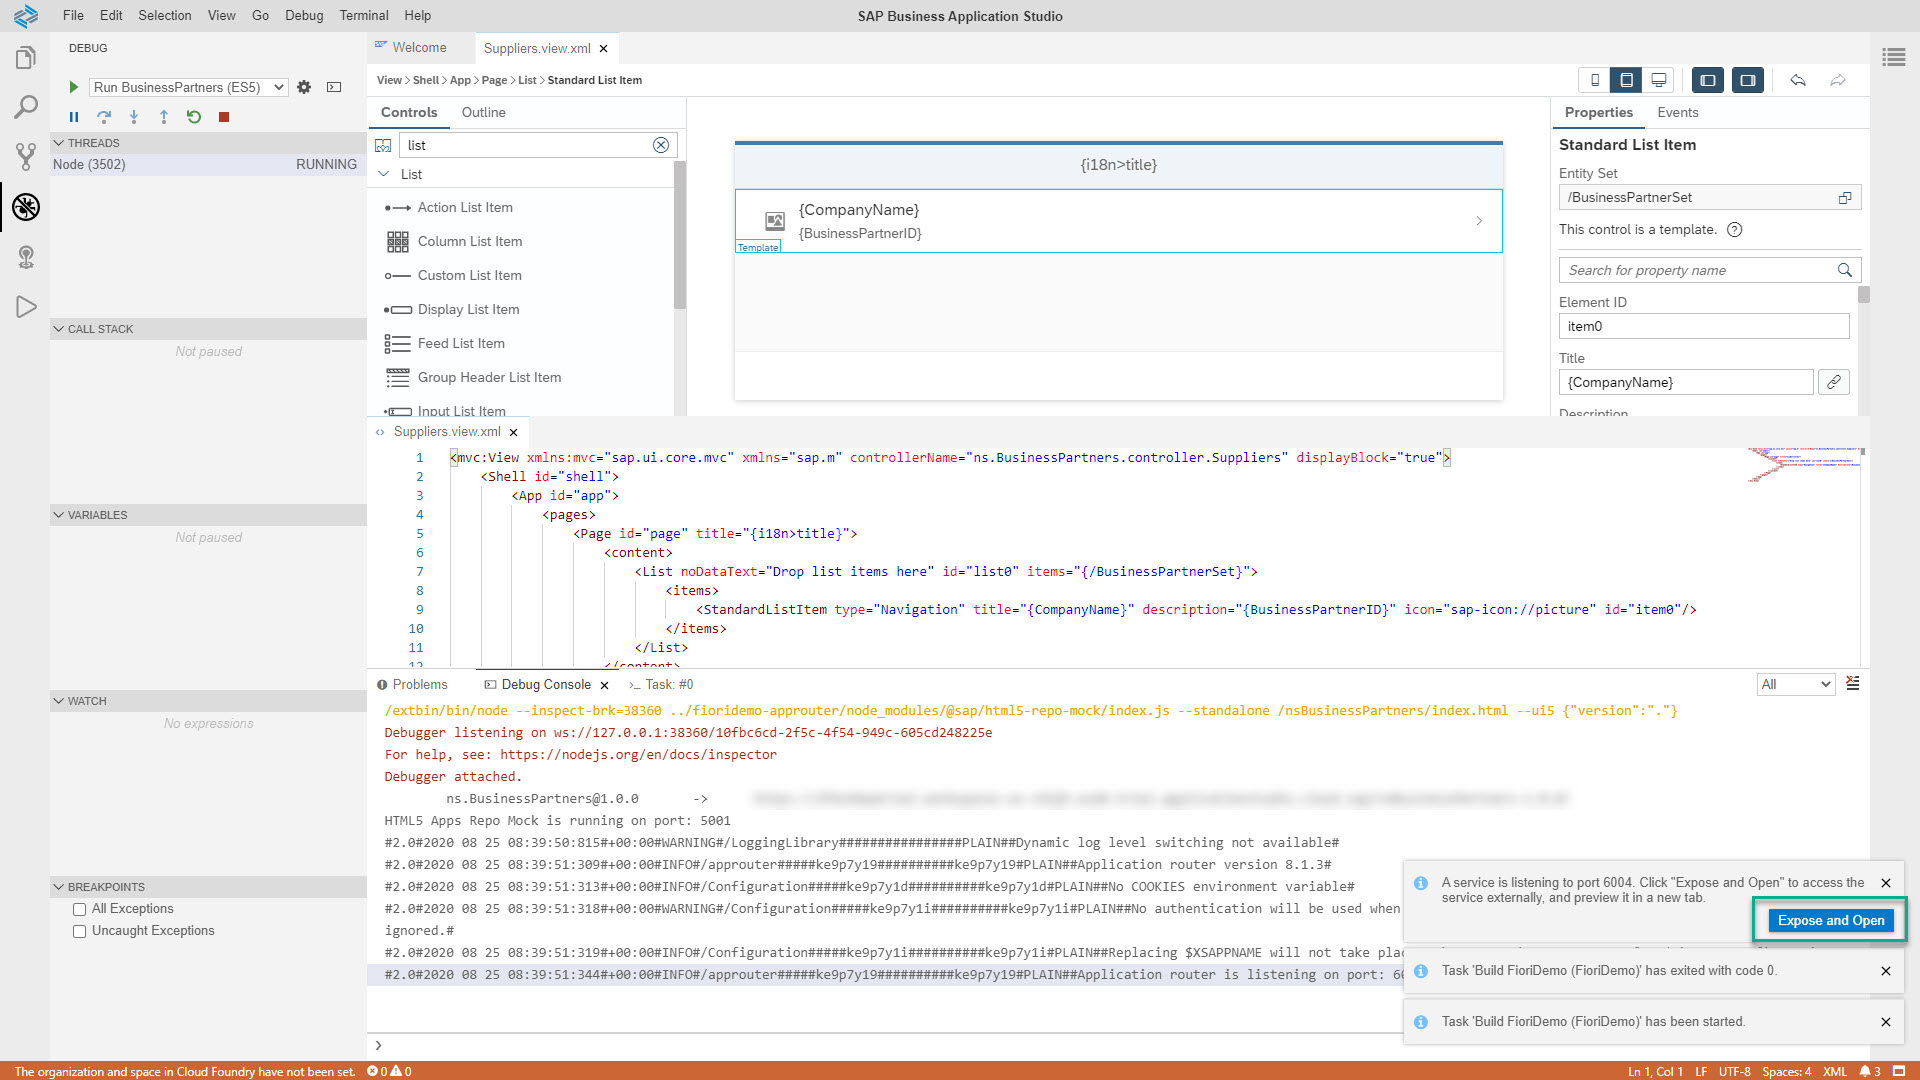 File Edit Selection View Go Debug Terminal Help
SAP Business Application Studio
DEBUG
Run BusinessPartners (ES5)
THREADS
Node (3502) RUNNING
CALL STACK
Not paused
VARIABLES
Not paused
WATCH
No expressions
BREAKPOINTS
All Exceptions
Uncaught Exceptions
Welcome
Suppliers.view.xml
View > Shell > App > Page > List > Standard List Item
Controls Outline
list
List
Action List Item
Column List Item
Custom List Item
Display List Item
Feed List Item
Group Header List Item
Input List Item
{i18n>title}
{CompanyName}
{BusinessPartnerID}
Template
Properties Events
Standard List Item
Entity Set
/BusinessPartnerSet
This control is a template.
Search for property name
Element ID
item0
Title
{CompanyName}
Description
Suppliers.view.xml
1 <mvc:View xmlns:mvc="sap.ui.core.mvc" xmlns="sap.m" controllerName="ns.BusinessPartners.controller.Suppliers" displayBlock="true">
2 <Shell id="shell">
3 <App id="app">
4 <pages>
5 <Page id="page" title="{i18n>title}">
6 <content>
7 <List noDataText="Drop list items here" id="list0" items="{/BusinessPartnerSet}">
8 <items>
9 <StandardListItem type="Navigation" title="{CompanyName}" description="{BusinessPartnerID}" icon="sap-icon://picture" id="item0"/>
10 </items>
11 </List>
12 </content>
Problems Debug Console Task: #0
All
/extbin/bin/node --inspect-brk=38360 ../fioridemo-approuter/node_modules/@sap/html5-repo-mock/index.js --standalone /nsBusinessPartners/index.html --ui5 {"version":"."}
Debugger listening on ws://127.0.0.1:38360/10fbc6cd-2f5c-4f54-949c-605cd248225e
For help, see: https://nodejs.org/en/docs/inspector
Debugger attached.
ns.BusinessPartners@1.0.0 ->
HTML5 Apps Repo Mock is running on port: 5001
#2.0#2020 08 25 08:39:50:815#+00:00#WARNING#/LoggingLibrary################PLAIN##Dynamic log level switching not available#
#2.0#2020 08 25 08:39:51:309#+00:00#INFO#/approuter#####ke9p7y19##########ke9p7y19#PLAIN##Application router version 8.1.3#
#2.0#2020 08 25 08:39:51:313#+00:00#INFO#/Configuration#####ke9p7y1d##########ke9p7y1d#PLAIN##No COOKIES environment variable#
#2.0#2020 08 25 08:39:51:318#+00:00#WARNING#/Configuration#####ke9p7y1i##########ke9p7y1i#PLAIN##No authentication will be used when
ignored.#
#2.0#2020 08 25 08:39:51:319#+00:00#INFO#/Configuration#####ke9p7y1i##########ke9p7y1i#PLAIN##Replacing $XSAPPNAME will not take plac
#2.0#2020 08 25 08:39:51:344#+00:00#INFO#/approuter#####ke9p7y19##########ke9p7y19#PLAIN##Application router is listening on port: 60
A service is listening to port 6004. Click "Expose and Open" to access the
service externally, and preview it in a new tab.
Expose and Open
Task 'Build FioriDemo (FioriDemo)' has exited with code 0.
Task 'Build FioriDemo (FioriDemo)' has been started.
The organization and space in Cloud Foundry have not been set. 0 0
Ln 1, Col 1 LF UTF-8 Spaces: 4 XML 3